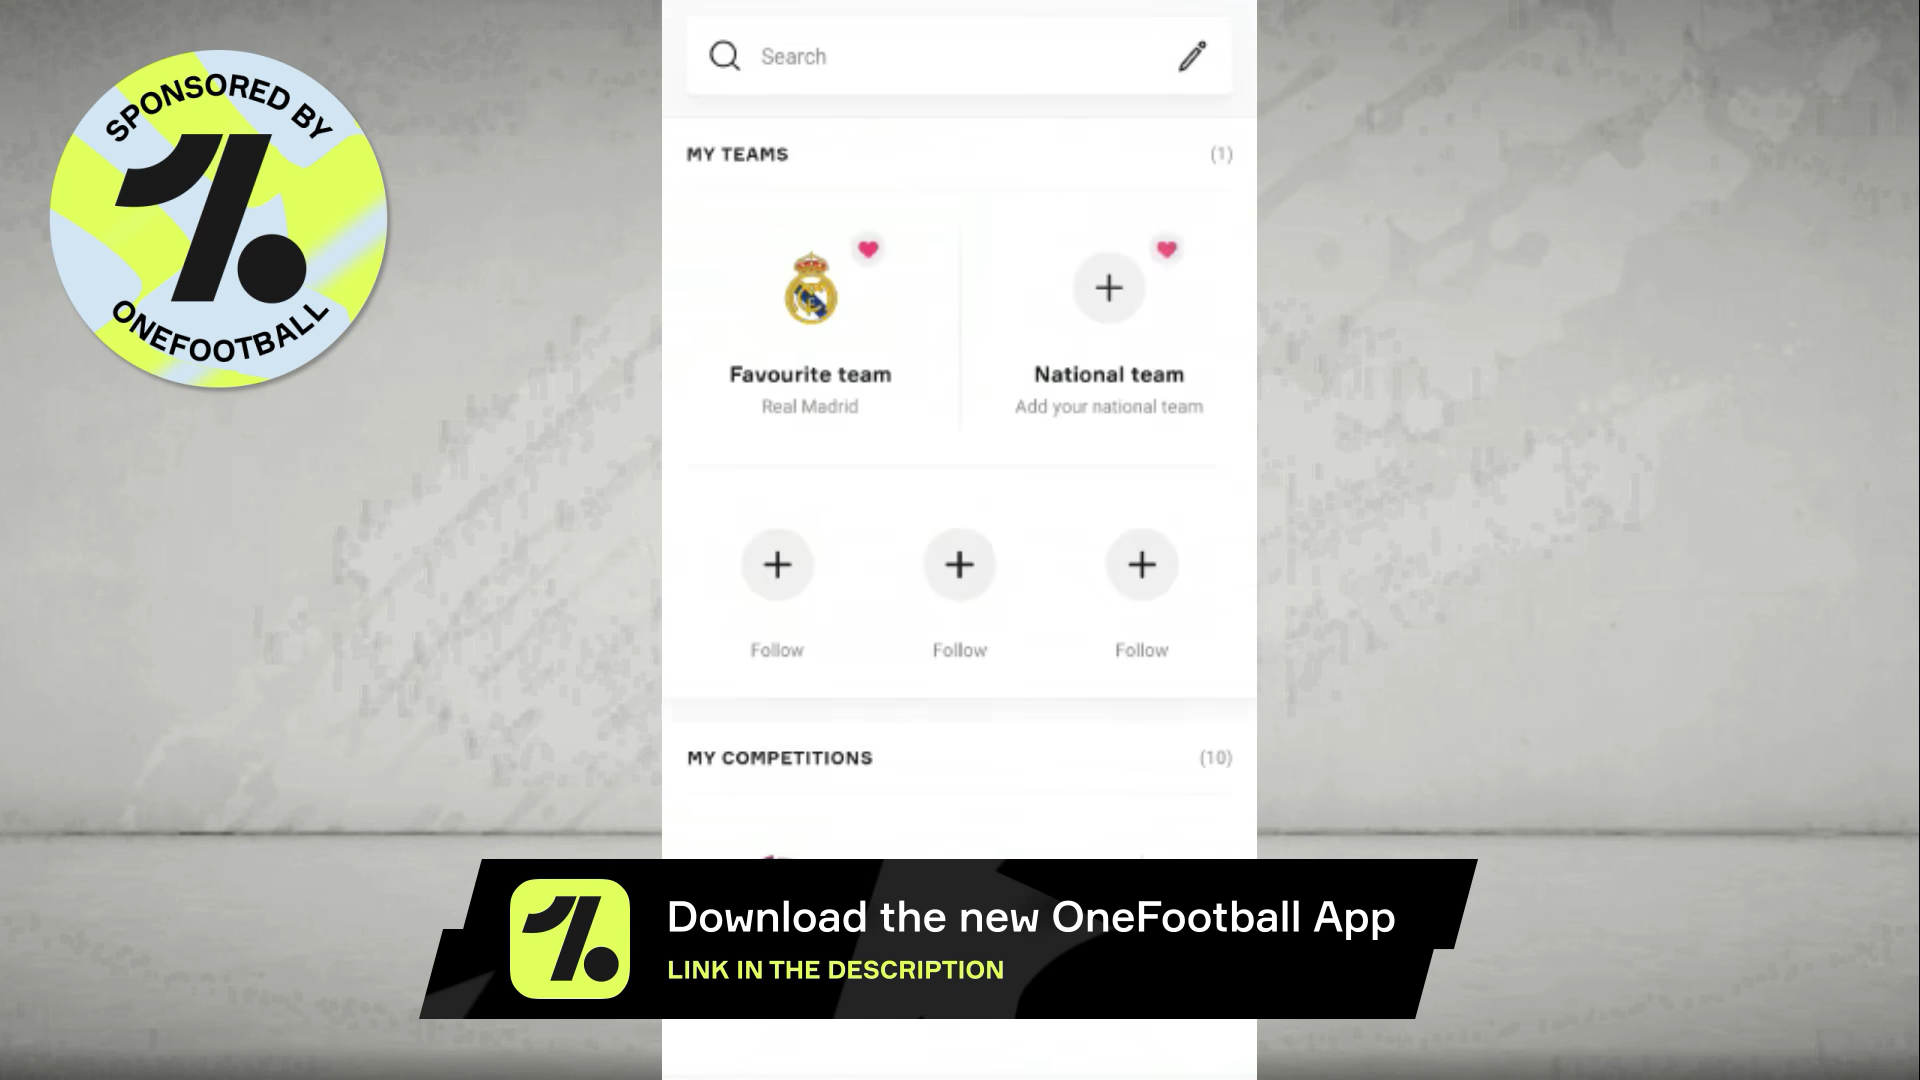 SPONSORED BY
ONEFOOTBALL
Search
MY TEAMS
(1)
Favourite team
Real Madrid
National team
Add your national team
Follow
Follow
Follow
MY COMPETITIONS
(10)
Download the new OneFootball App
LINK IN THE DESCRIPTION